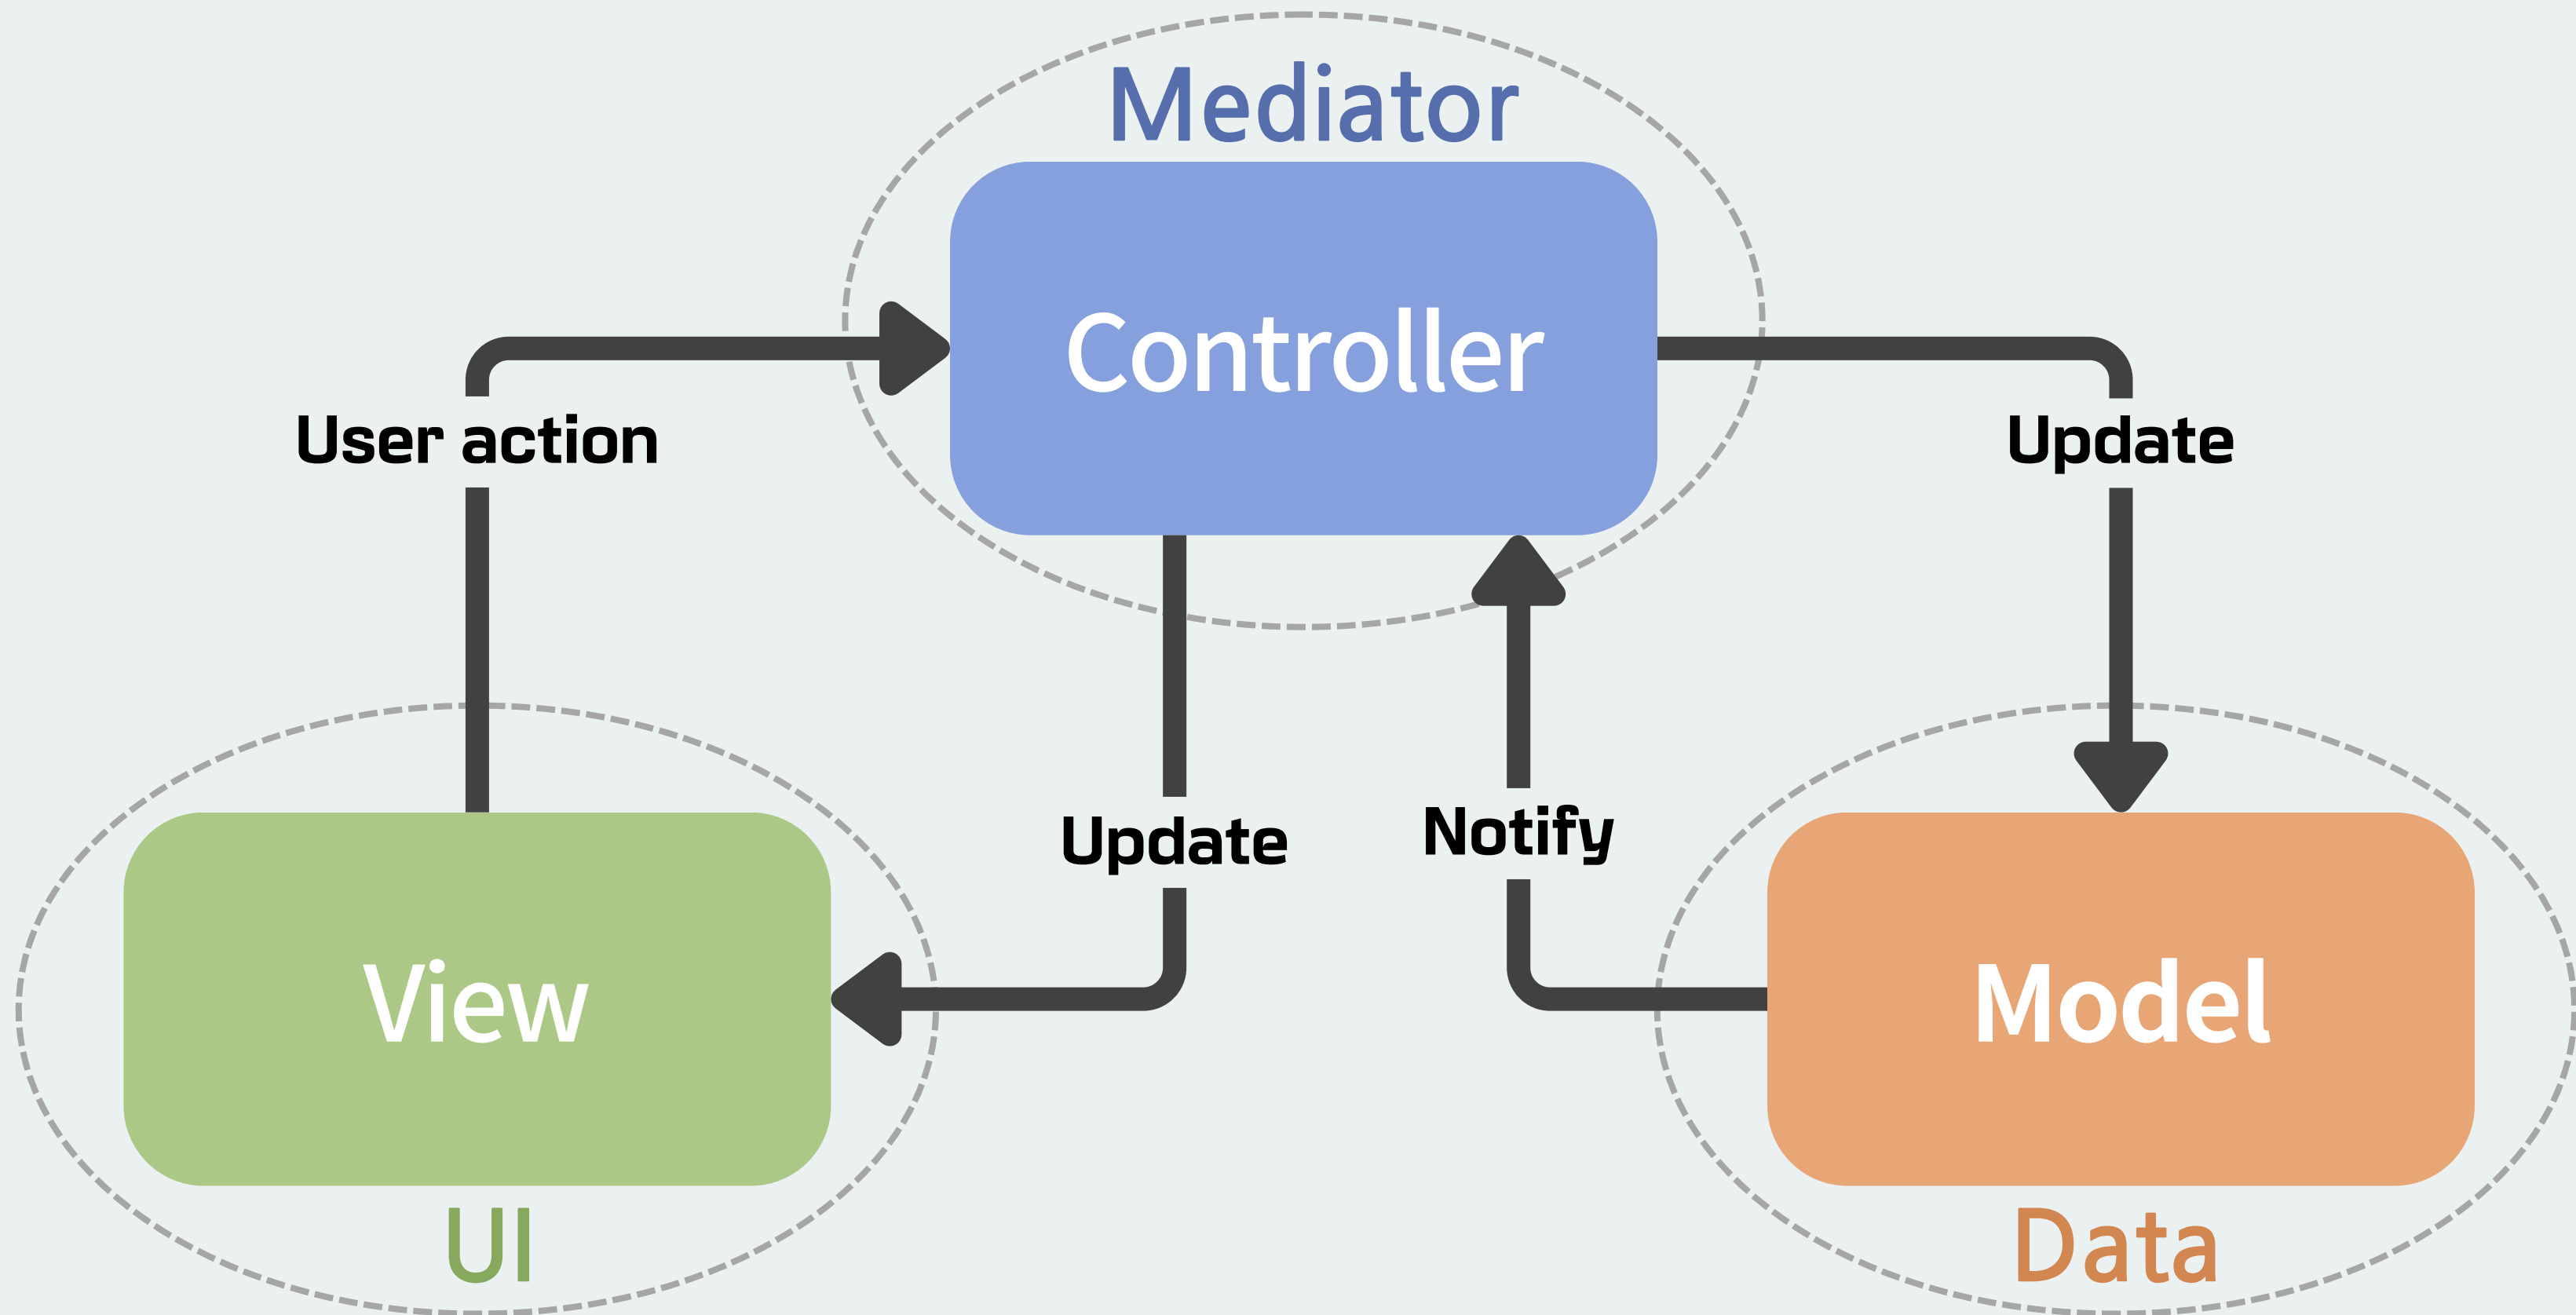 Mediator
Controller
User action
Update
Update
Notify
View
Model
UI
Data